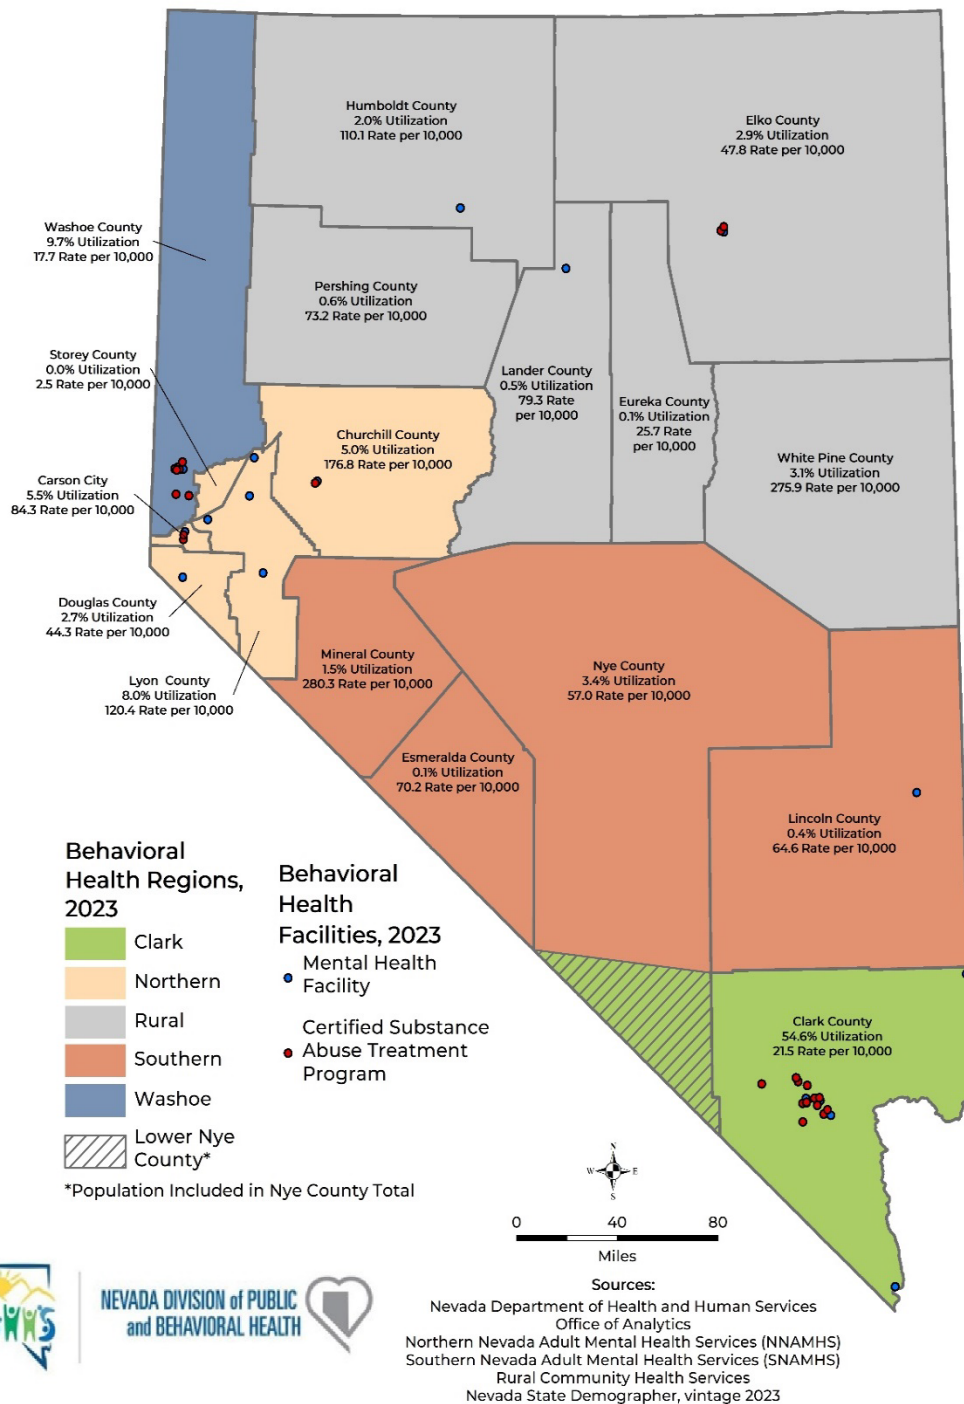 Humboldt County
2.0% Utilization
110.1 Rate per 10,000
Elko County
2.9% Utilization
47.8 Rate per 10,000
Washoe County
9.7% Utilization
17.7 Rate per 10,000
Pershing County
0.6% Utilization
73.2 Rate per 10,000
Storey County
0.0% Utilization
2.5 Rate per 10,000
Lander County
0.5% Utilization
79.3 Rate
per 10,000
Eureka County
0.1% Utilization
25.7 Rate
per 10,000
Churchill County
5.0% Utilization
176.8 Rate per 10,000
White Pine County
3.1% Utilization
275.9 Rate per 10,000
Carson City
5.5% Utilization
84.3 Rate per 10,000
Douglas County
2.7% Utilization
44.3 Rate per 10,000
Mineral County
1.5% Utilization
280.3 Rate per 10,000
Nye County
3.4% Utilization
57.0 Rate per 10,000
Lyon County
8.0% Utilization
120.4 Rate per 10,000
Esmeralda County
0.1% Utilization
70.2 Rate per 10,000
Lincoln County
0.4% Utilization
64.6 Rate per 10,000
Clark County
54.6% Utilization
21.5 Rate per 10,000
Behavioral
Health Regions,
2023
Clark
Northern
Rural
Southern
Washoe
Lower Nye
County*
*Population Included in Nye County Total
Behavioral
Health
Facilities, 2023
Mental Health
Facility
Certified Substance
Abuse Treatment
Program
N
W E
S
0 40 80
Miles
NEVADA DIVISION of PUBLIC
and BEHAVIORAL HEALTH
Sources:
Nevada Department of Health and Human Services
Office of Analytics
Northern Nevada Adult Mental Health Services (NNAMHS)
Southern Nevada Adult Mental Health Services (SNAMHS)
Rural Community Health Services
Nevada State Demographer, vintage 2023